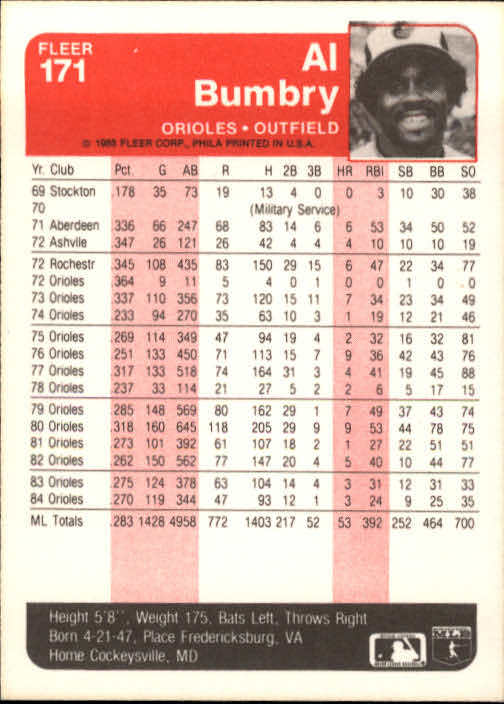 FLEER
171
Al
Bumbry
ORIOLES • OUTFIELD
© 1985 FLEER CORP., PHILA PRINTED IN U.S.A.
Yr. Club Pct. G AB R H 2B 3B HR RBI SB BB SO
69 Stockton .178 35 73 19 13 4 0 0 3 10 30 38
70 (Military Service)
71 Aberdeen .336 66 247 68 83 14 6 6 53 34 50 52
72 Ashvlle .347 26 121 26 42 4 4 4 10 10 10 19
72 Rochestr .345 108 435 83 150 29 15 6 47 22 34 77
72 Orioles .364 9 11 5 4 0 1 0 0 1 0 0
73 Orioles .337 110 356 73 120 15 11 7 34 23 34 49
74 Orioles .233 94 270 35 63 10 3 1 19 12 21 46
75 Orioles .269 114 349 47 94 19 4 2 32 16 32 81
76 Orioles .251 133 450 71 113 15 7 9 36 42 43 76
77 Orioles .317 133 518 74 164 31 3 4 41 19 45 88
78 Orioles .237 33 114 21 27 5 2 2 6 5 17 15
79 Orioles .285 148 569 80 162 29 1 7 49 37 43 74
80 Orioles .318 160 645 118 205 29 9 9 53 44 78 75
81 Orioles .273 101 392 61 107 18 2 1 27 22 51 51
82 Orioles .262 150 562 77 147 20 4 5 40 10 44 77
83 Orioles .275 124 378 63 104 14 4 3 31 12 31 33
84 Orioles .270 119 344 47 93 12 1 3 24 9 25 35
ML Totals .283 1428 4958 772 1403 217 52 53 392 252 464 700
Height 5'8'', Weight 175, Bats Left, Throws Right
Born 4-21-47, Place Fredericksburg, VA
Home Cockeysville, MD